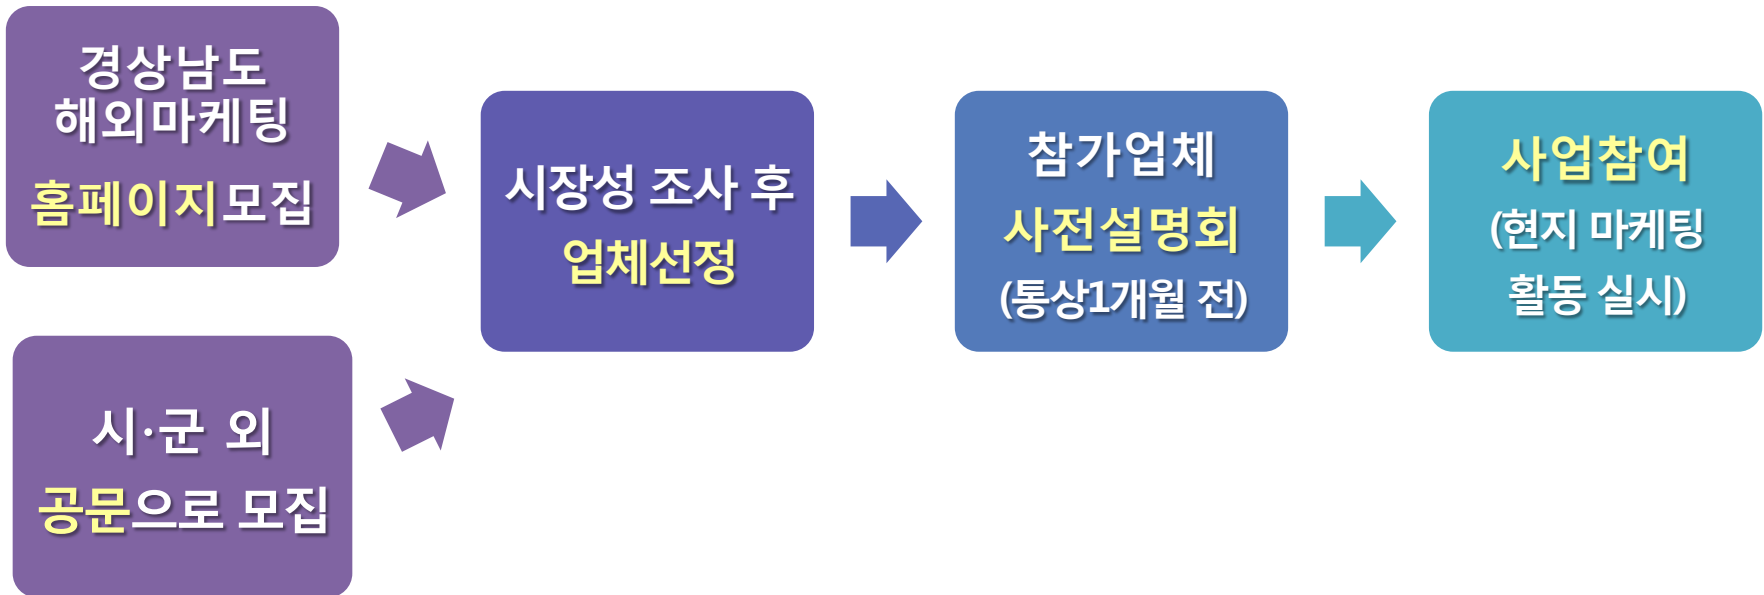 경상남도
해외마케팅
홈페이지모집
시·군 외
공문으로 모집
시장성 조사 후
업체선정
참가업체
사전설명회
(통상1개월 전)
사업참여
(현지 마케팅
활동 실시)